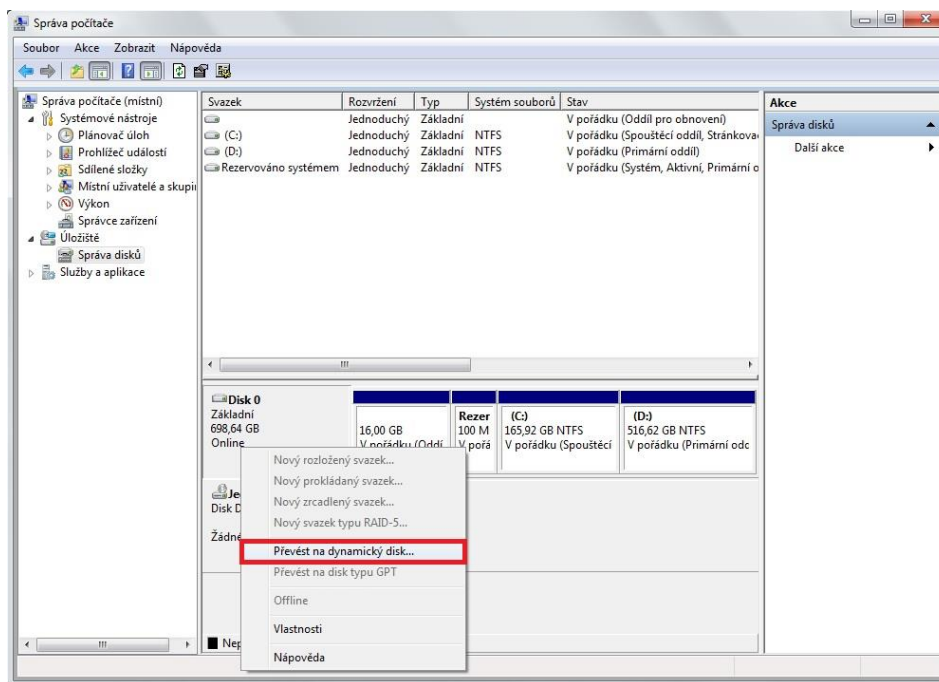 Správa počítače
Soubor Akce Zobrazit Nápověda
Správa počítače (místní)
Systémové nástroje
Plánovač úloh
Prohlížeč událostí
Sdílené složky
Místní uživatelé a skupin
Výkon
Správce zařízení
Úložiště
Správa disků
Služby a aplikace
Svazek Rozvržení Typ Systém souborů Stav
Jednoduchý Základní V pořádku (Oddíl pro obnovení)
(C:) Jednoduchý Základní NTFS V pořádku (Spouštěcí oddíl, Stránkova
(D:) Jednoduchý Základní NTFS V pořádku (Primární oddíl)
Rezervováno systémem Jednoduchý Základní NTFS V pořádku (Systém, Aktivní, Primární o
Disk 0
Základní
698,64 GB
Online
16,00 GB
V pořádku (Oddí
Rezer
100 M
V pořá
(C:)
165,92 GB NTFS
V pořádku (Spouštěcí
(D:)
516,62 GB NTFS
V pořádku (Primární odc
Je
Disk D
Žádné
Nep
Nový rozložený svazek...
Nový prokládaný svazek...
Nový zrcadlený svazek...
Nový svazek typu RAID-5...
Převést na dynamický disk...
Převést na disk typu GPT
Offline
Vlastnosti
Nápověda
Akce
Správa disků
Další akce